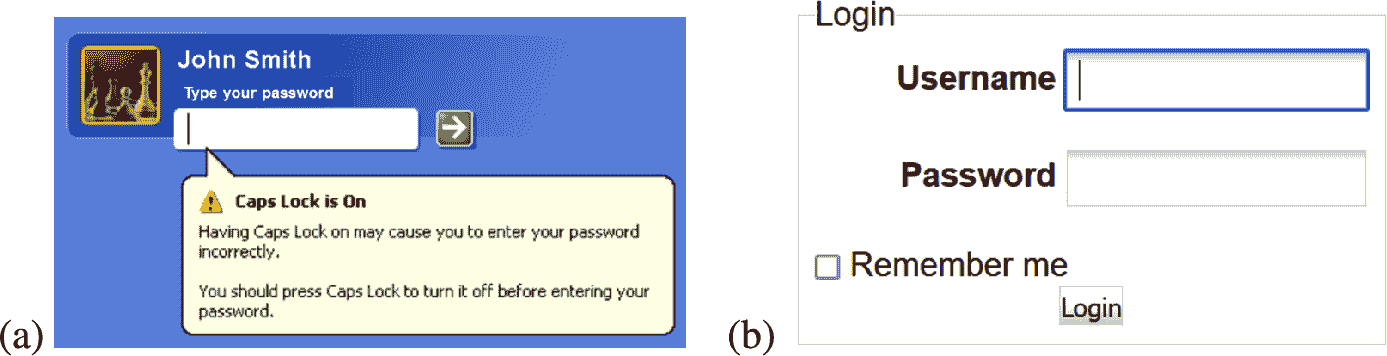 John Smith
Type your password
Caps Lock is On
Having Caps Lock on may cause you to enter your password
incorrectly.
You should press Caps Lock to turn it off before entering your
password.
(a)
Login
Username
Password
Remember me
Login
(b)